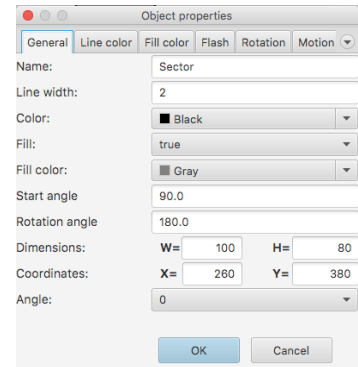 Object properties
General Line color Fill color Flash Rotation Motion
Name: Sector
Line width: 2
Color: Black
Fill: true
Fill color: Gray
Start angle 90.0
Rotation angle 180.0
Dimensions: W= 100 H= 80
Coordinates: X= 260 Y= 380
Angle: 0
OK Cancel